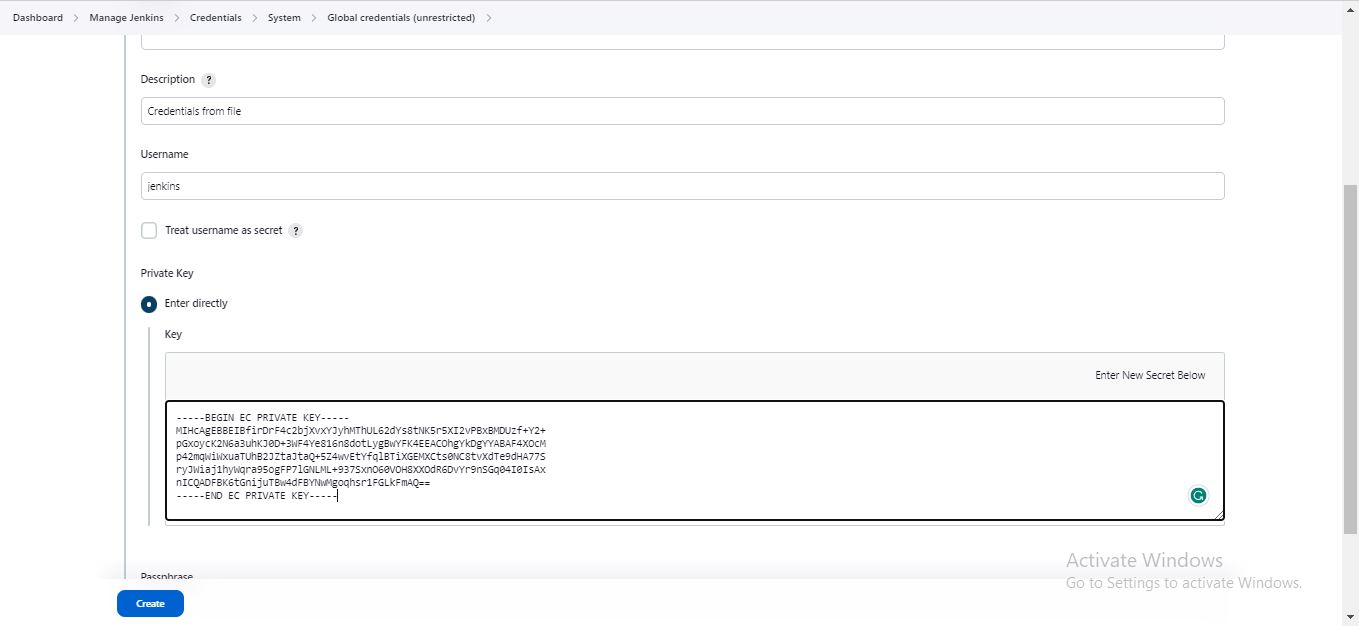 Dashboard > Manage Jenkins > Credentials > System > Global credentials (unrestricted) >
Description ?
Credentials from file
Username
jenkins
Treat username as secret ?
Private Key
Enter directly
Key
Enter New Secret Below
-----BEGIN EC PRIVATE KEY-----
MIHcAgEBBEIBfirDrF4c2bjXvxYJyhMThUL62dYs8tNK5r5XI2vPBxBMDUzf+Y2+
pGxoycK2N6a3uhKJ0D+3WF4Ye816n8dotLygBwYFK4EEACOhgYkDgYYABAF4XOcM
p42mqWiWxuaTUhB2JZtaJtaQ+5Z4wvEtYfqlBTiXGEMXCts0NC8tvXdTe9dHA77S
ryJWiaj1hyWqra95ogFP7lGNLML+937SxnO60VOH8XXOdR6DvYr9nSGq04I0IsAx
nICQADFBK6tGnijuTBw4dFBYNwMgoqhsr1FGLkFmAQ==
-----END EC PRIVATE KEY-----
Passphrase
Create
Activate Windows
Go to Settings to activate Windows.